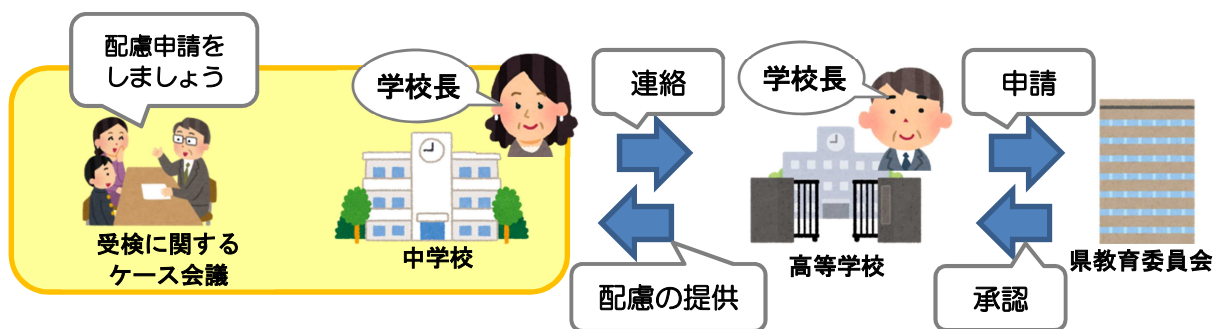 配慮申請を
しましょう
受検に関する
ケース会議
学校長
中学校
連絡
配慮の提供
学校長
高等学校
申請
承認
県教育委員会